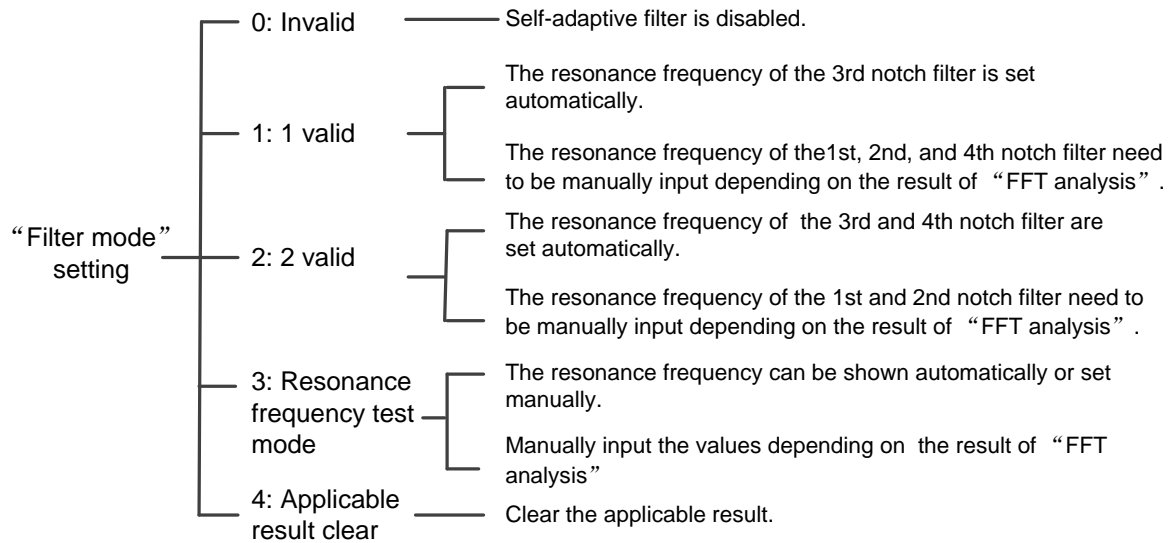 0: Invalid
Self-adaptive filter is disabled.
1: 1 valid
The resonance frequency of the 3rd notch filter is set
automatically.
The resonance frequency of the1st, 2nd, and 4th notch filter need
to be manually input depending on the result of “FFT analysis”.
“Filter mode”
setting
2: 2 valid
The resonance frequency of the 3rd and 4th notch filter are
set automatically.
The resonance frequency of the 1st and 2nd notch filter need to
be manually input depending on the result of “FFT analysis”.
3: Resonance
frequency test
mode
The resonance frequency can be shown automatically or set
manually.
Manually input the values depending on the result of “FFT
analysis”
4: Applicable
result clear
Clear the applicable result.